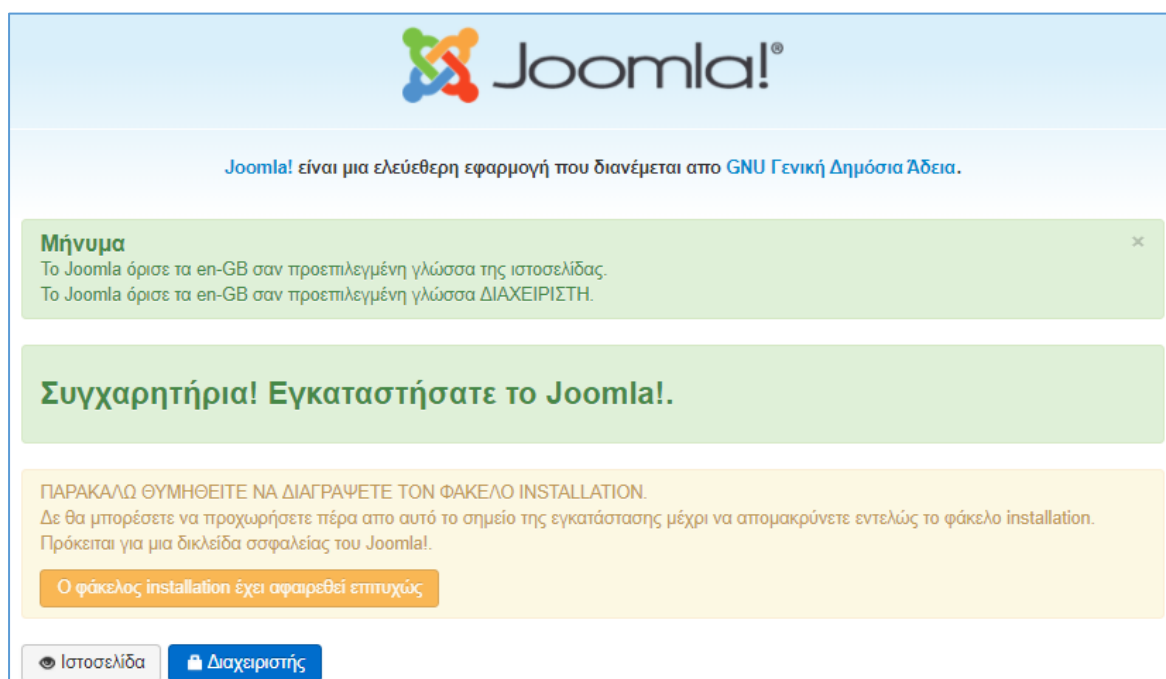 Joomla!®
Joomla! είναι μια ελεύθερη εφαρμογή που διανέμεται απο GNU Γενική Δημόσια Άδεια.
Μήνυμα ×
Το Joomla όρισε τα en-GB σαν προεπιλεγμένη γλώσσα της ιστοσελίδας.
Το Joomla όρισε τα en-GB σαν προεπιλεγμένη γλώσσα ΔΙΑΧΕΙΡΙΣΤΗ.
Συγχαρητήρια! Εγκαταστήσατε το Joomla!.
ΠΑΡΑΚΑΛΩ ΘΥΜΗΘΕΙΤΕ ΝΑ ΔΙΑΓΡΑΨΕΤΕ ΤΟΝ ΦΑΚΕΛΟ INSTALLATION.
Δε θα μπορέσετε να προχωρήσετε πέρα απο αυτό το σημείο της εγκατάστασης μέχρι να απομακρύνετε εντελώς το φάκελο installation.
Πρόκειται για μια δικλείδα σσφαλείας του Joomla!.
Ο φάκελος installation έχει αφαιρεθεί επιτυχώς
Ιστοσελίδα Διαχειριστής